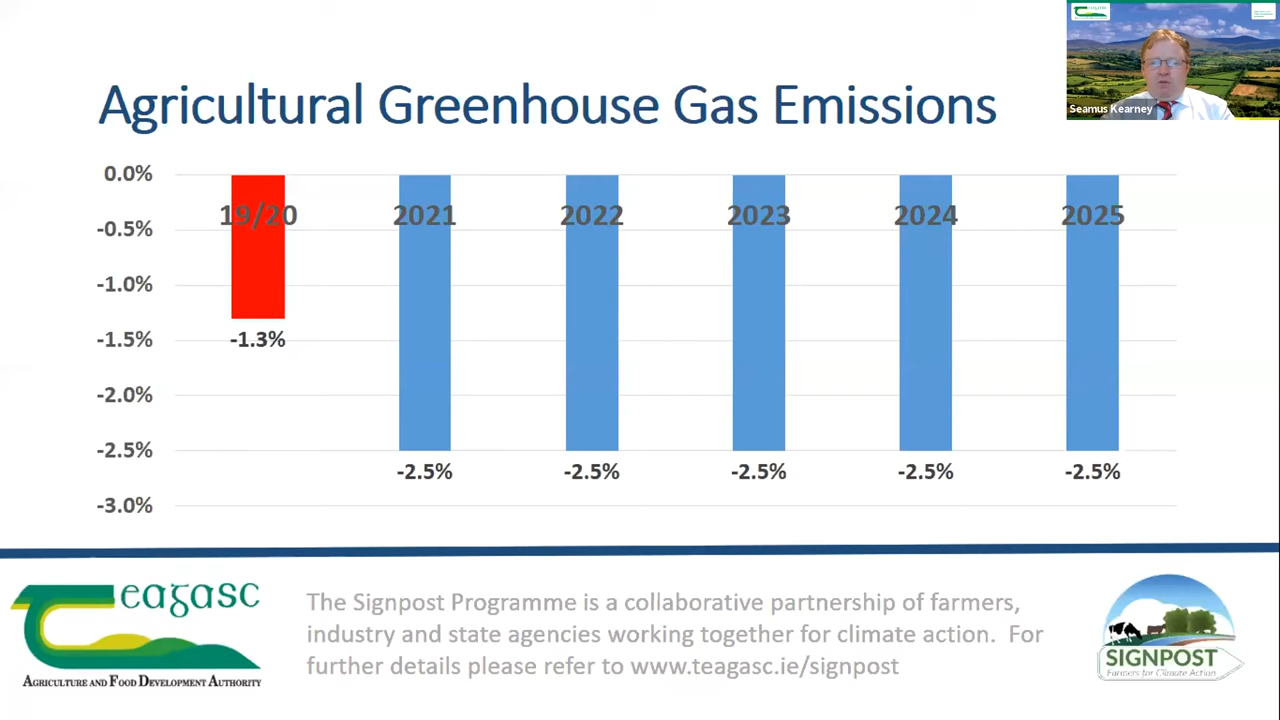 Agricultural Greenhouse Gas Emissions
Seamus Kearney
0.0%
-0.5%
-1.0%
-1.5%
-2.0%
-2.5%
-3.0%
19/20 2021 2022 2023 2024 2025
-1.3%
-2.5% -2.5% -2.5% -2.5% -2.5%
Teagasc
AGRICULTURE AND FOOD DEVELOPMENT AUTHORITY
The Signpost Programme is a collaborative partnership of farmers,
industry and state agencies working together for climate action. For
further details please refer to www.teagasc.ie/signpost
SIGNPOST
Farmers for Climate Action